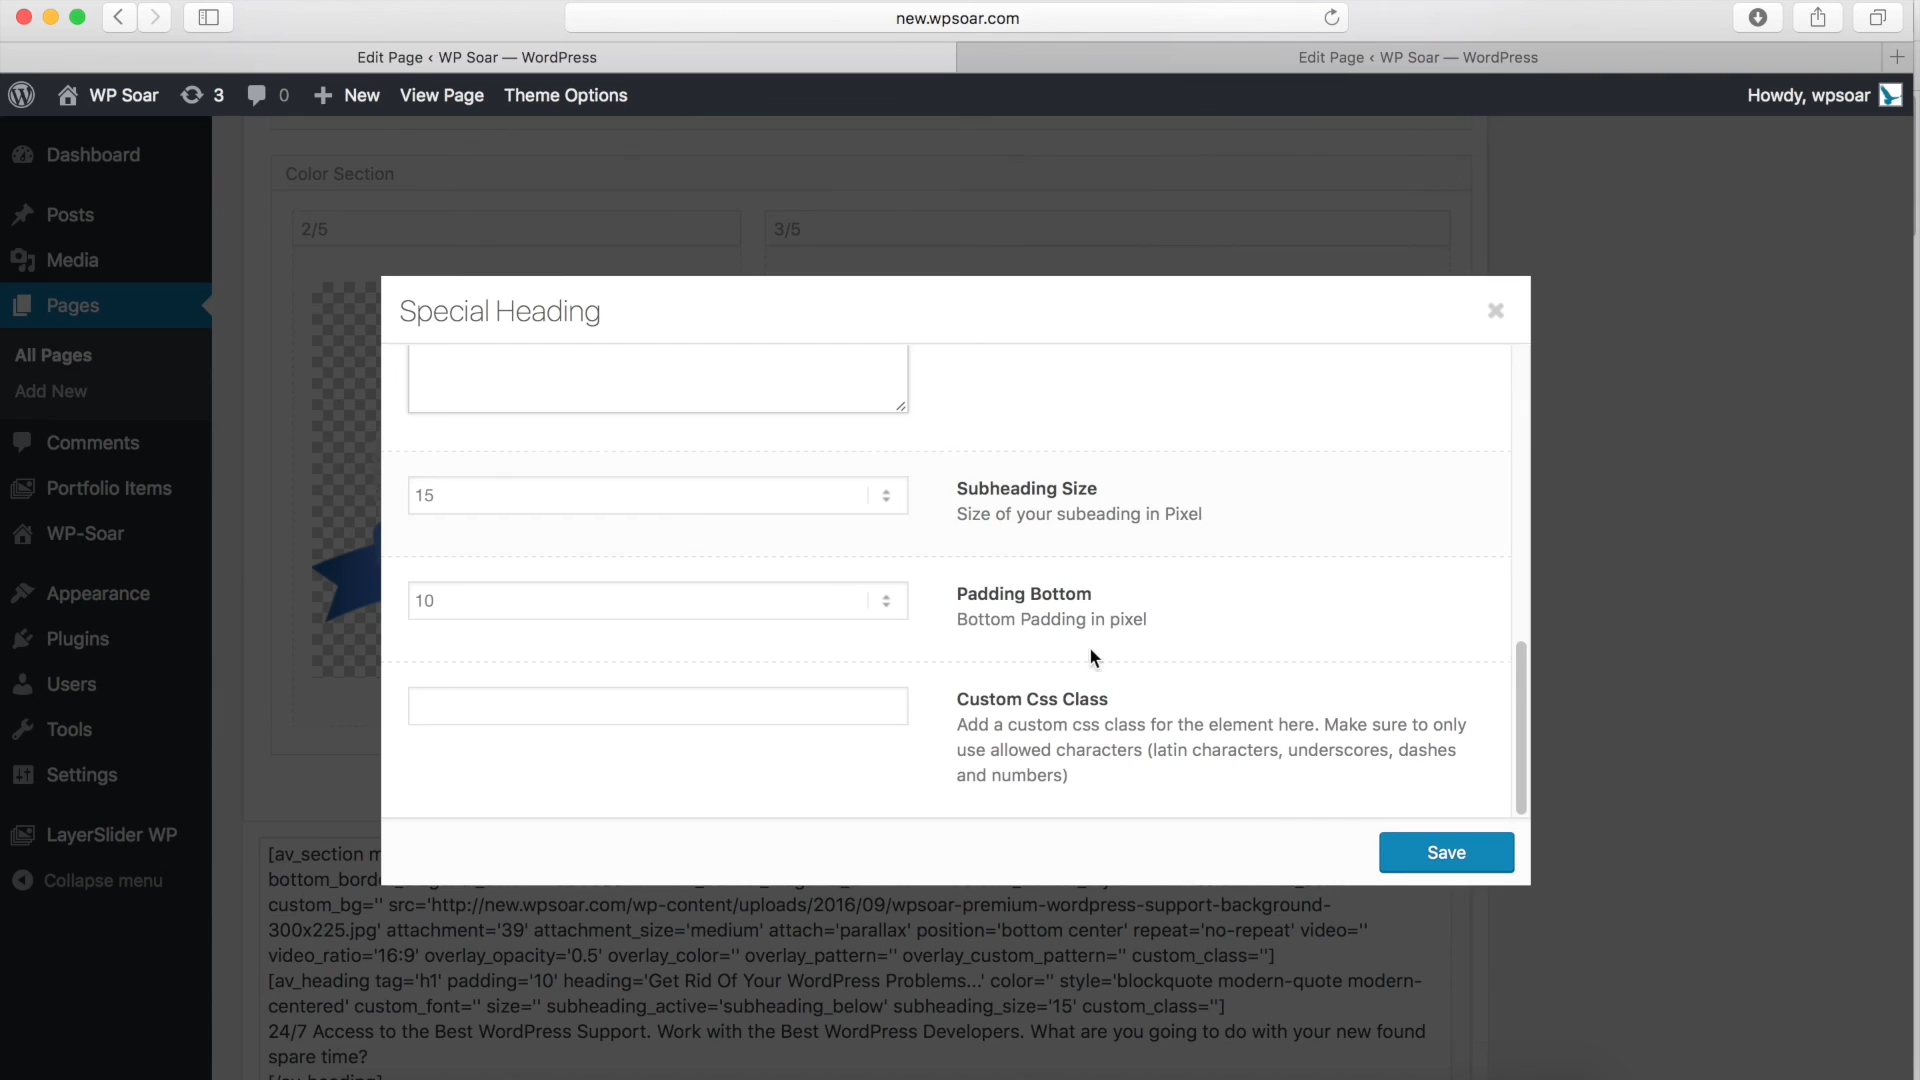 new.wpsoar.com
Edit Page ‹ WP Soar — WordPress
Edit Page ‹ WP Soar — WordPress
WP Soar 3 0 New View Page Theme Options Howdy, wpsoar
Dashboard
Posts
Media
Pages
All Pages
Add New
Comments
Portfolio Items
WP-Soar
Appearance
Plugins
Users
Tools
Settings
LayerSlider WP
Collapse menu
Color Section
2/5 3/5
Special Heading
15
Subheading Size
Size of your subeading in Pixel
10
Padding Bottom
Bottom Padding in pixel
Custom Css Class
Add a custom css class for the element here. Make sure to only
use allowed characters (latin characters, underscores, dashes
and numbers)
Save
[av_section
custom_bg='' src='http://new.wpsoar.com/wp-content/uploads/2016/09/wpsoar-premium-wordpress-support-background-
300x225.jpg' attachment='39' attachment_size='medium' attach='parallax' position='bottom center' repeat='no-repeat' video=''
video_ratio='16:9' overlay_opacity='0.5' overlay_color='' overlay_pattern='' overlay_custom_pattern='' custom_class='']
[av_heading tag='h1' padding='10' heading='Get Rid Of Your WordPress Problems...' color='' style='blockquote modern-quote modern-
centered' custom_font='' size='' subheading_active='subheading_below' subheading_size='15' custom_class='']
24/7 Access to the Best WordPress Support. Work with the Best WordPress Developers. What are you going to do with your new found
spare time?